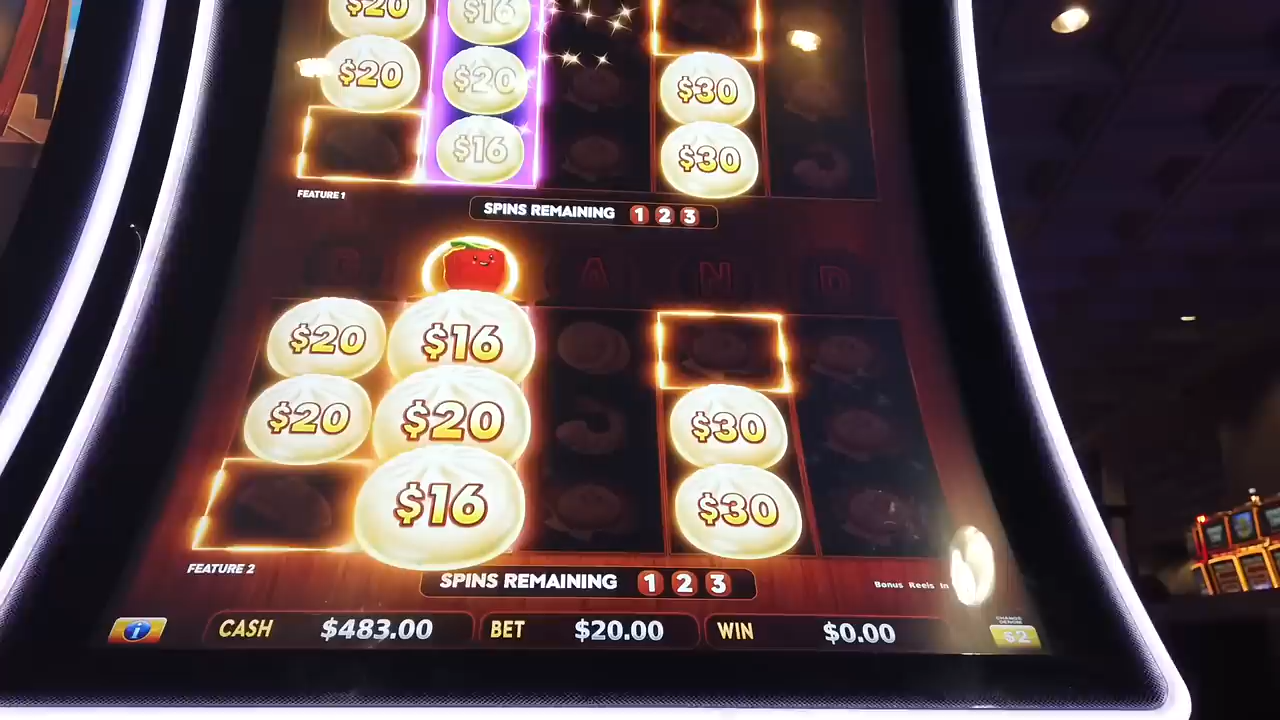 $20 $16
$20 $20 $30
$16 $30
FEATURE 1
SPINS REMAINING 1 2 3
A N D
$20 $16
$20 $20 $30
$16 $30
FEATURE 2
SPINS REMAINING 1 2 3
Bonus Reels In
CASH $483.00 BET $20.00 WIN $0.00
CHANGE
DENOM
$2